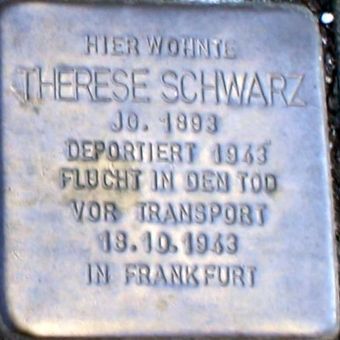 HIER WOHNTE
THERESE SCHWARZ
JG. 1893
DEPORTIERT 1943
FLUCHT IN DEN TOD
VOR TRANSPORT
18.10.1943
IN FRANKFURT